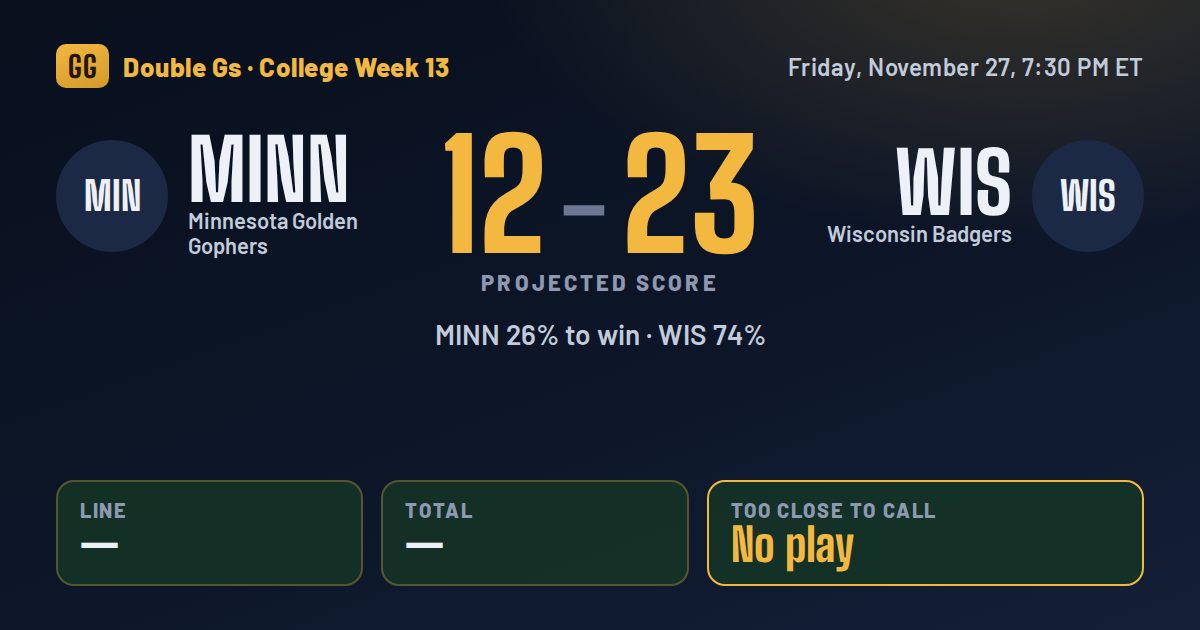 GG Double Gs · College Week 13
Friday, November 27, 7:30 PM ET
MIN
MINN
Minnesota Golden
Gophers
12 – 23
PROJECTED SCORE
MINN 26% to win · WIS 74%
WIS
Wisconsin Badgers
WIS
LINE
—
TOTAL
—
TOO CLOSE TO CALL
No play